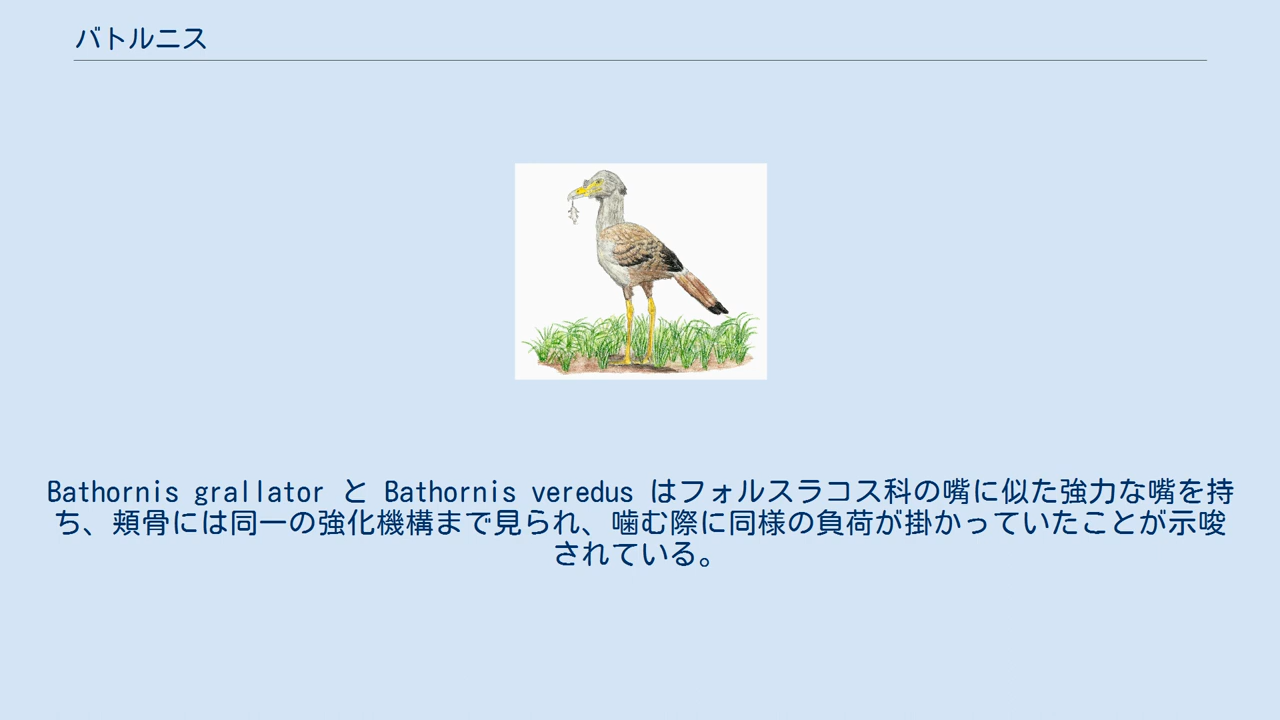 バトルニス
Bathornis grallator と Bathornis veredus はフォルスラコス科の嘴に似た強力な嘴を持
ち、頬骨には同一の強化機構まで見られ、噛む際に同様の負荷が掛かっていたことが示唆
されている。